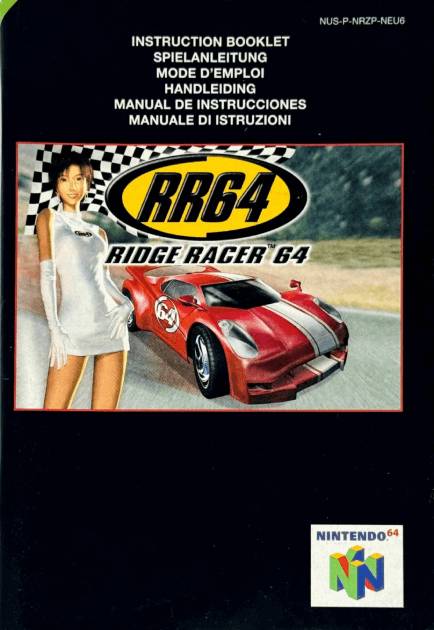 NUS-P-NRZP-NEU6
INSTRUCTION BOOKLET
SPIELANLEITUNG
MODE D'EMPLOI
HANDLEIDING
MANUAL DE INSTRUCCIONES
MANUALE DI ISTRUZIONI
RR64
RIDGE RACER™ 64
64
NINTENDO64